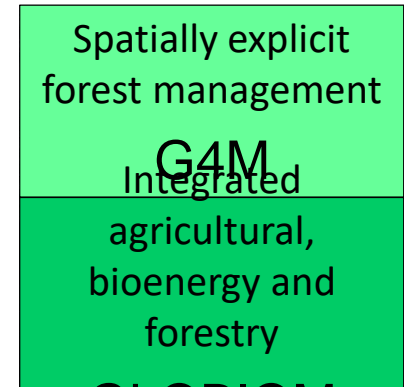 Spatially explicit
forest management
G4M
Integrated
agricultural,
bioenergy and
forestry